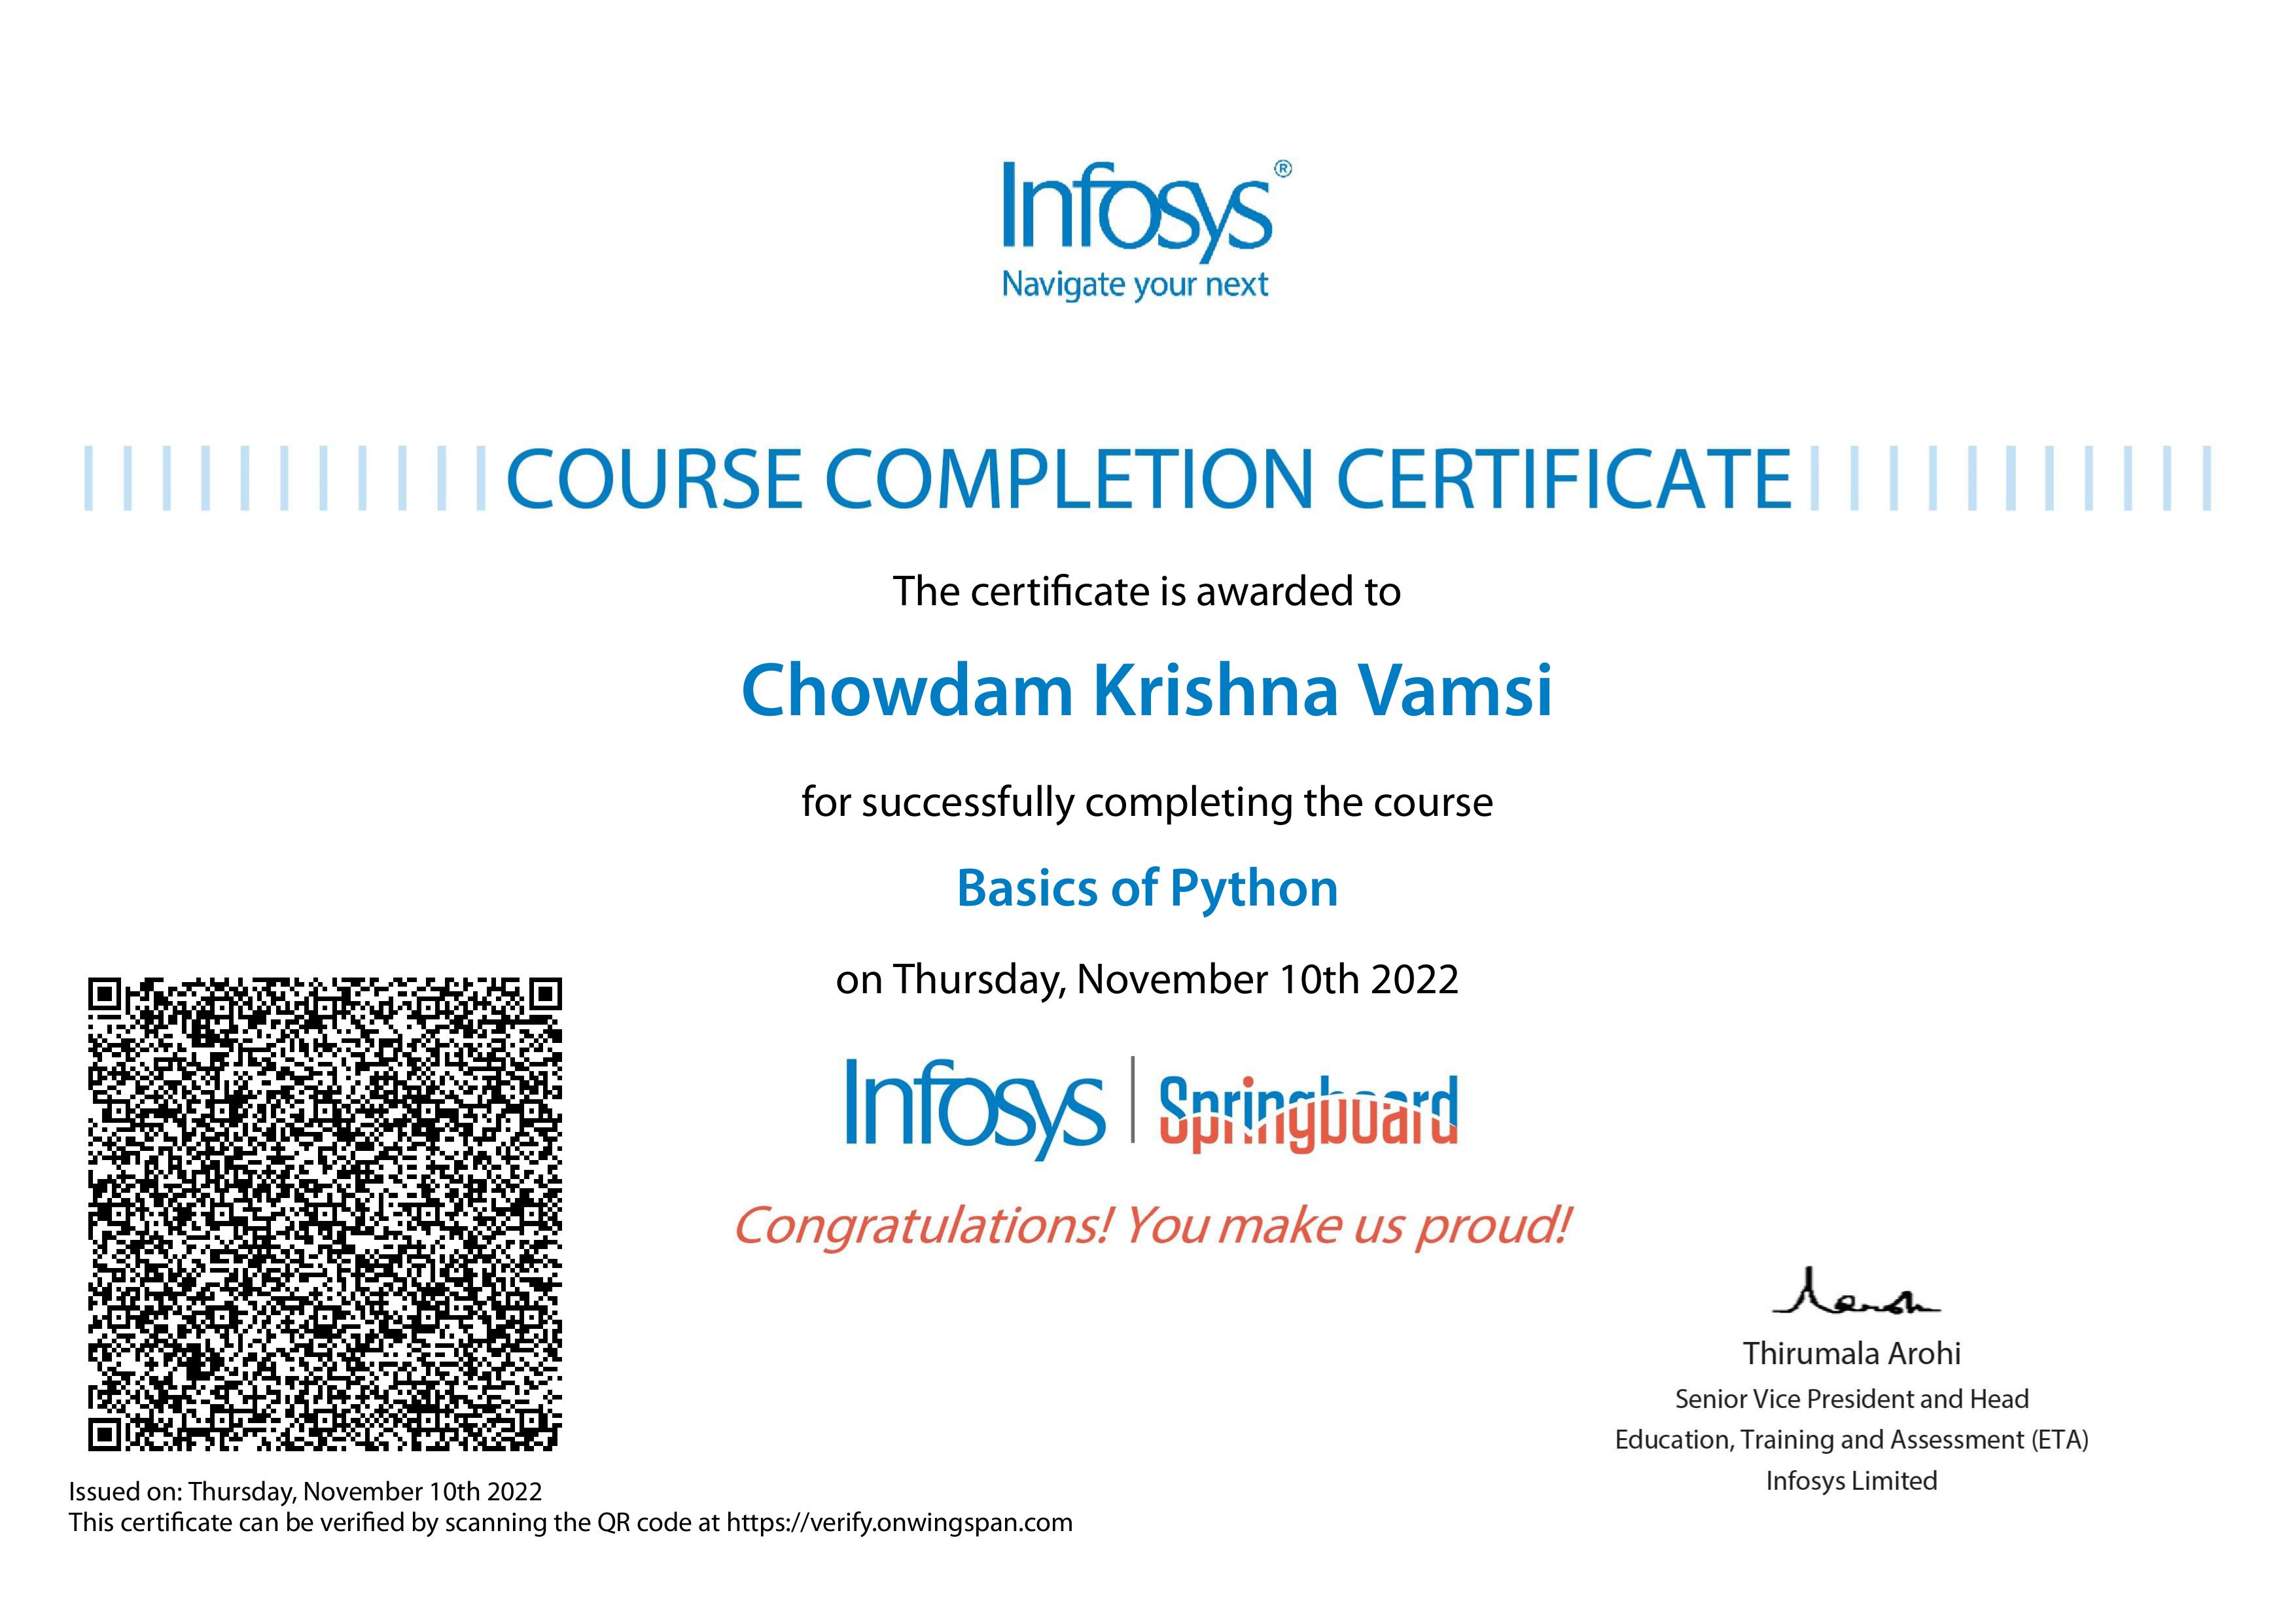 Infosys®
Navigate your next
COURSE COMPLETION CERTIFICATE
The certificate is awarded to
Chowdam Krishna Vamsi
for successfully completing the course
Basics of Python
on Thursday, November 10th 2022
Infosys | Springboard
Congratulations! You make us proud!
Thirumala Arohi
Senior Vice President and Head
Education, Training and Assessment (ETA)
Infosys Limited
Issued on: Thursday, November 10th 2022
This certificate can be verified by scanning the QR code at https://verify.onwingspan.com